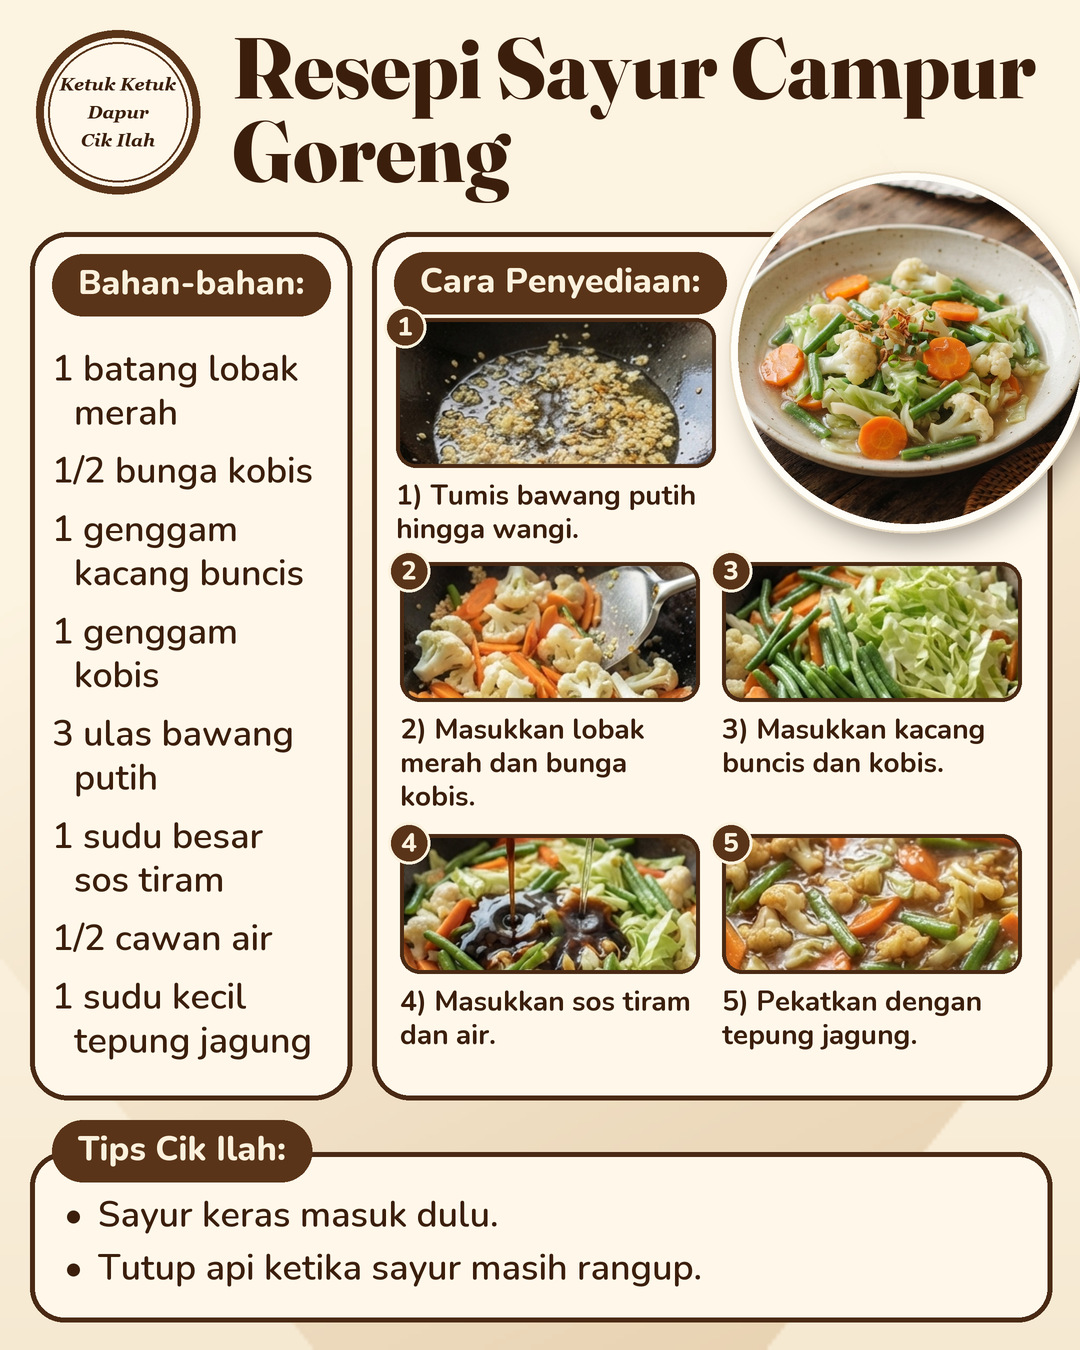 Ketuk Ketuk
Dapur
Cik Ilah
Resepi Sayur Campur
Goreng
Bahan-bahan:
1 batang lobak
merah
1/2 bunga kobis
1 genggam
kacang buncis
1 genggam
kobis
3 ulas bawang
putih
1 sudu besar
sos tiram
1/2 cawan air
1 sudu kecil
tepung jagung
Cara Penyediaan:
1
1) Tumis bawang putih
hingga wangi.
2
2) Masukkan lobak
merah dan bunga
kobis.
3
3) Masukkan kacang
buncis dan kobis.
4
4) Masukkan sos tiram
dan air.
5
5) Pekatkan dengan
tepung jagung.
Tips Cik Ilah:
• Sayur keras masuk dulu.
• Tutup api ketika sayur masih rangup.